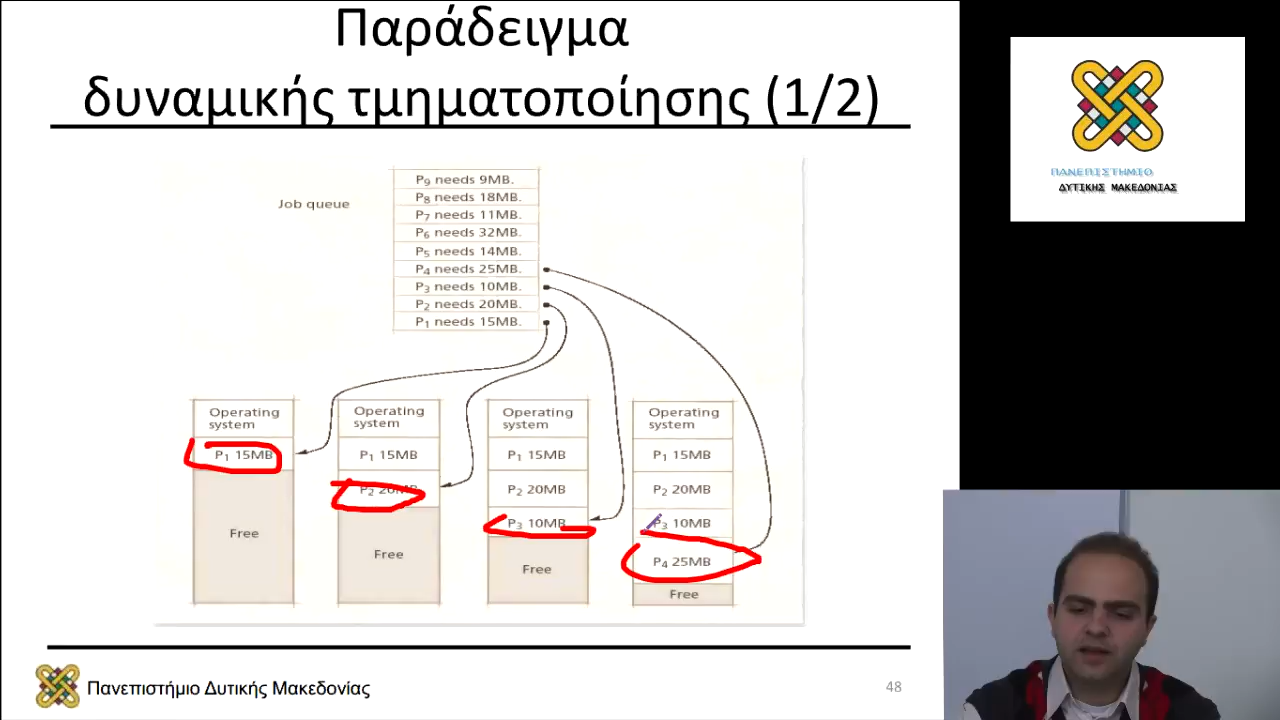 Παράδειγμα
δυναμικής τμηματοποίησης (1/2)
Job queue
P9 needs 9MB.
P8 needs 18MB.
P7 needs 11MB.
P6 needs 32MB.
P5 needs 14MB.
P4 needs 25MB.
P3 needs 10MB.
P2 needs 20MB.
P1 needs 15MB.
Operating
system
P1 15MB
Free
Operating
system
P1 15MB
P2 20MB
Free
Operating
system
P1 15MB
P2 20MB
P3 10MB
Free
Operating
system
P1 15MB
P2 20MB
P3 10MB
P4 25MB
Free
Πανεπιστήμιο Δυτικής Μακεδονίας
48
ΠΑΝΕΠΙΣΤΗΜΙΟ
ΔΥΤΙΚΗΣ ΜΑΚΕΔΟΝΙΑΣ